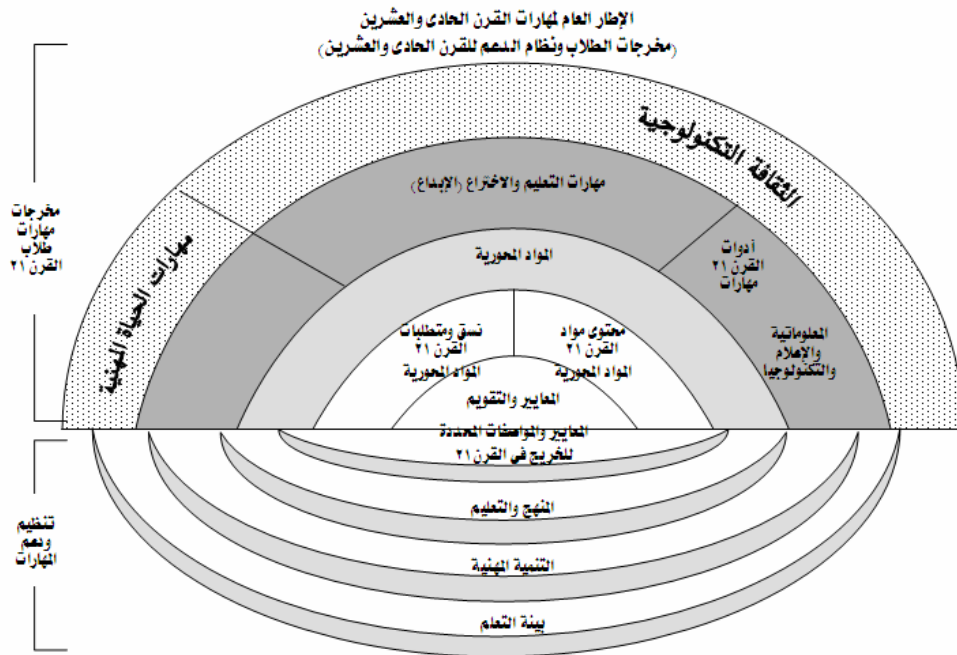 الإطار العام لمهارات القرن الحادى والعشرين
(مخرجات الطلاب ونظام الدعم للقرن الحادى والعشرين)
الثقافة التكنولوجية
مهارات التعليم والاختراع (الإبداع)
مخرجات
مهارات
طلاب
القرن ٢١
مهارات الحياة المهنية
المواد المحورية
أدوات
القرن ٢١
مهارات
المعلوماتية
والإعلام
والتكنولوجيا
محتوى مواد
القرن ٢١
المواد المحورية
نسق ومتطلبات
القرن ٢١
المواد المحورية
المعايير والتقويم
المعايير والمواصفات المحددة
للخريج فى القرن ٢١
المنهج والتعليم
تنظيم
ودعم
المهارات
التنمية المهنية
بيئة التعلم